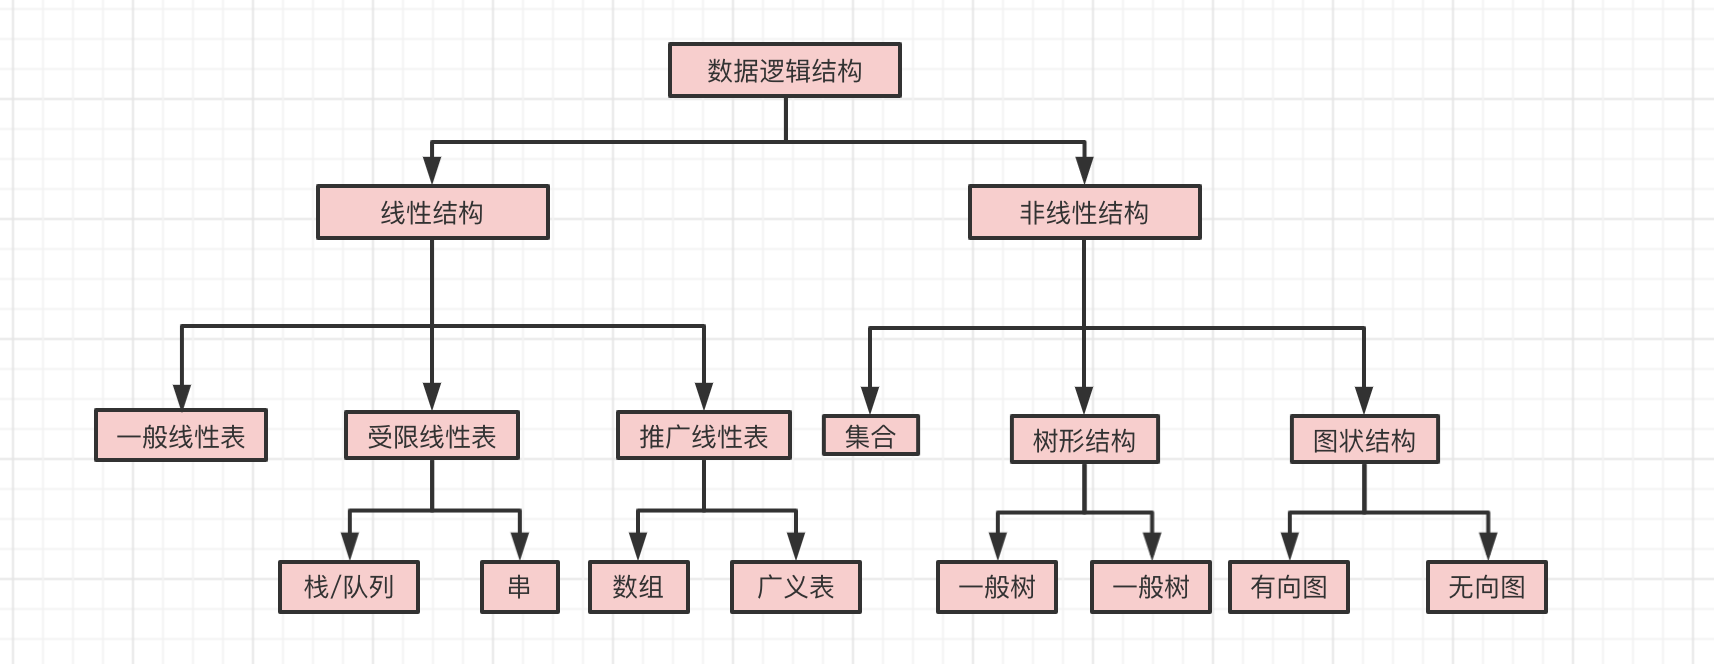 数据逻辑结构
线性结构
非线性结构
一般线性表
受限线性表
推广线性表
集合
树形结构
图状结构
栈/队列
串
数组
广义表
一般树
一般树
有向图
无向图